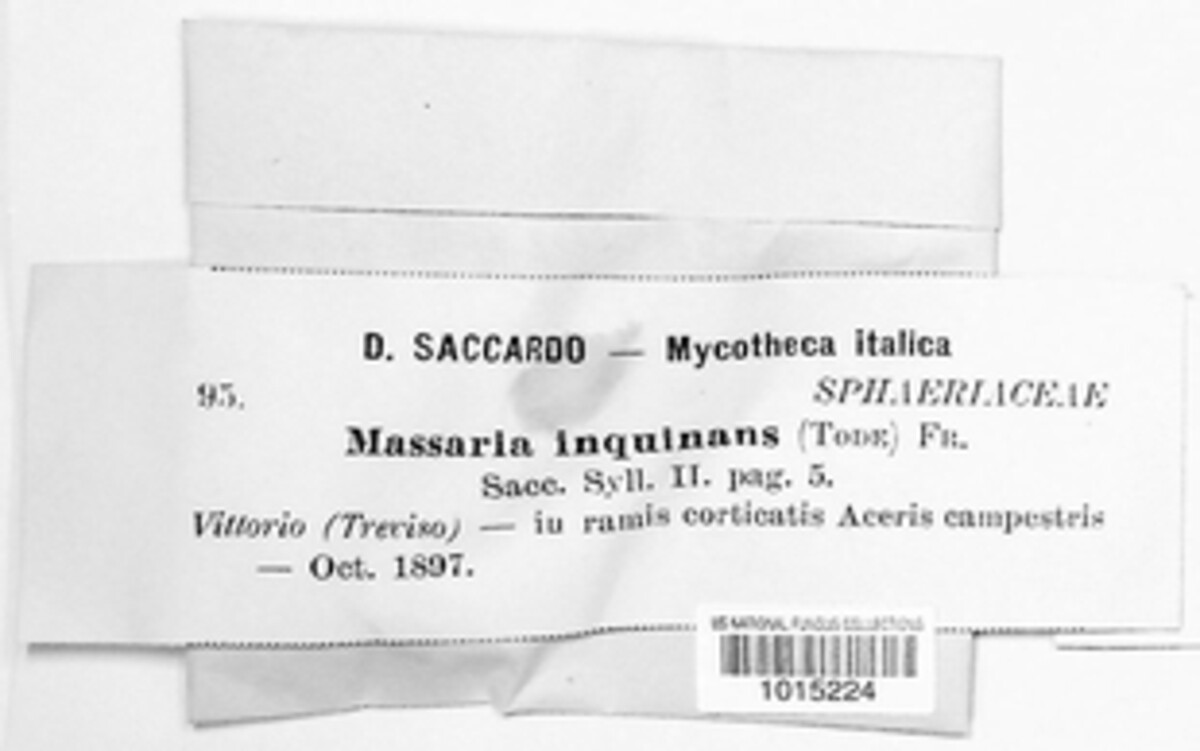 D. SACCARDO — Mycotheca italica
95. SPHAERIACEAE
Massaria inquinans (TODE) FR.
Sacc. Syll. II. pag. 5.
Vittorio (Treviso) — iu ramis corticatis Aceris campestris
— Oct. 1897.
US NATIONAL FUNGUS COLLECTIONS
1015224